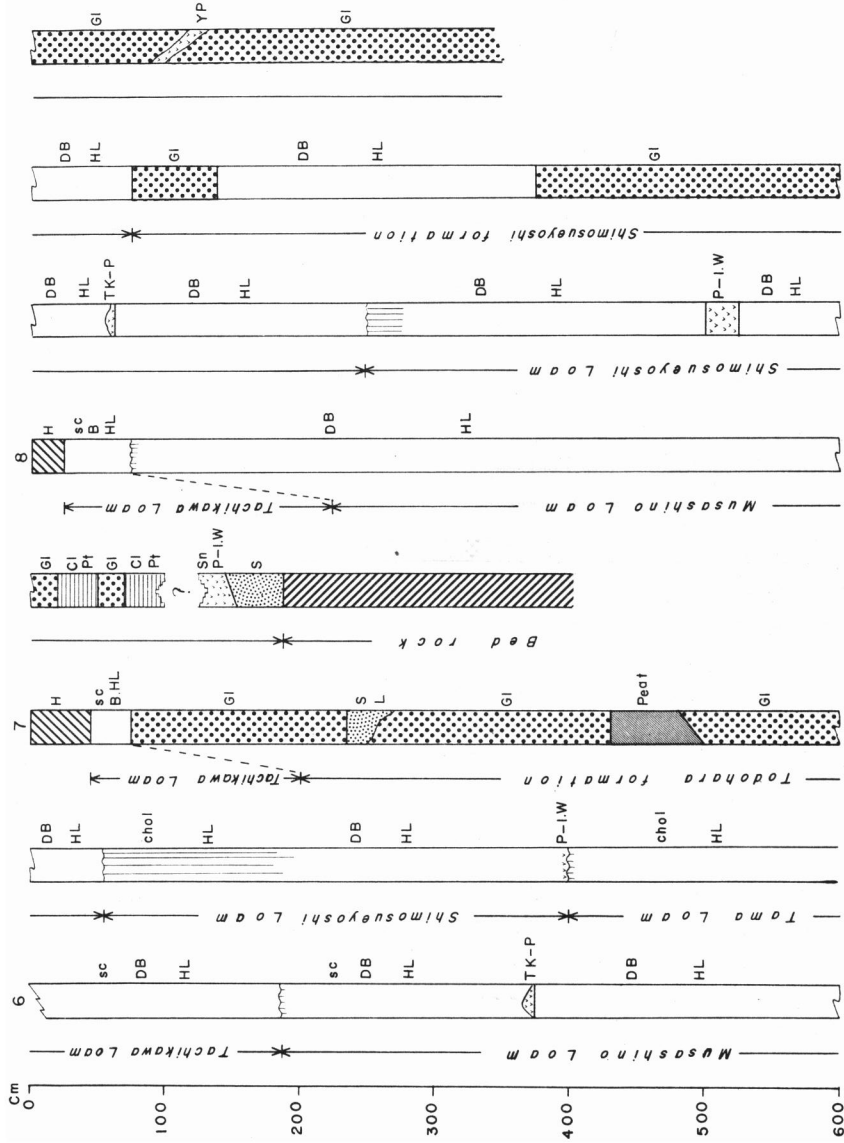 Cm
0
100
200
300
400
500
600
6
Tachikawa Loam
Musashino Loam
sc
DB
HL
sc
DB
HL
TK-P
DB
HL
Shimosueyoshi Loam
Tama Loam
DB
HL
chol
HL
DB
HL
P-I.W
chol
HL
7
Tachikawa Loam
Todohara formation
H
sc
B.HL
Gl
S
L
Gl
Peat
Gl
Bed rock
Gl
Cl
Pt
Gl
Cl
Pt
?
Sn
P-I.W
S
8
Tachikawa Loam
Musashino Loam
H
sc
B
HL
DB
HL
Shimosueyoshi Loam
DB
HL
TK-P
DB
HL
DB
HL
P-I.W
DB
HL
Shimosueyoshi formation
DB
HL
Gl
DB
HL
Gl
Gl
YP
Gl